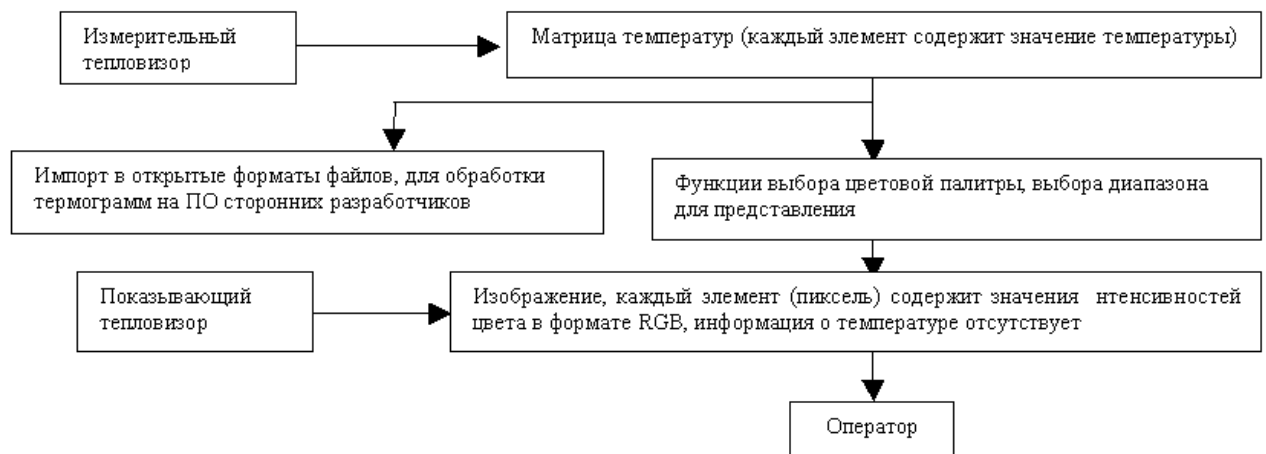 Измерительный
тепловизор
Матрица температур (каждый элемент содержит значение температуры)
Импорт в открытые форматы файлов, для обработки
термограмм на ПО сторонних разработчиков
Функции выбора цветовой палитры, выбора диапазона
для представления
Показывающий
тепловизор
Изображение, каждый элемент (пиксель) содержит значения нтенсивностей
цвета в формате RGB, информация о температуре отсутствует
Оператор